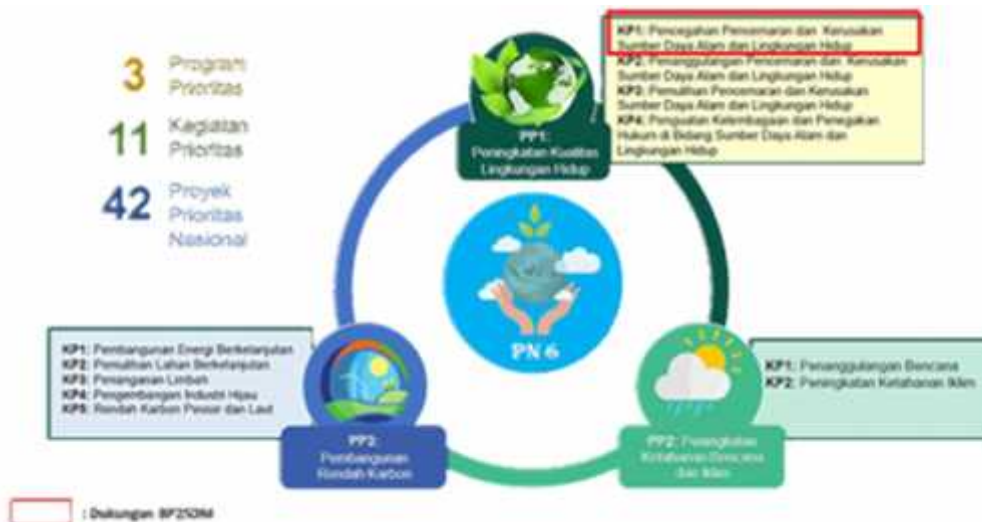 3 Program
Prioritas
11 Kegiatan
Prioritas
42 Proyek
Prioritas
Nasional
KP1: Pencegahan Pencemaran dan Kerusakan
Sumber Daya Alam dan Lingkungan Hidup
KP2: Penanggulangan Pencemaran dan Kerusakan
Sumber Daya Alam dan Lingkungan Hidup
KP3: Pemulihan Pencemaran dan Kerusakan
Sumber Daya Alam dan Lingkungan Hidup
KP4: Penguatan Kelembagaan dan Penegakan
Hukum di Bidang Sumber Daya Alam dan
Lingkungan Hidup
PP1:
Peningkatan Kualitas
Lingkungan Hidup
PN 6
KP1: Pembangunan Energi Berkelanjutan
KP2: Pemulihan Lahan Berkelanjutan
KP3: Penanganan Limbah
KP4: Pengembangan Industri Hijau
KP5: Rendah Karbon Pesisir dan Laut
PP3:
Pembangunan
Rendah Karbon
KP1: Penanggulangan Bencana
KP2: Peningkatan Ketahanan Iklim
PP2: Peningkatan
Ketahanan Bencana
dan Iklim
: Dukungan BP2SDM